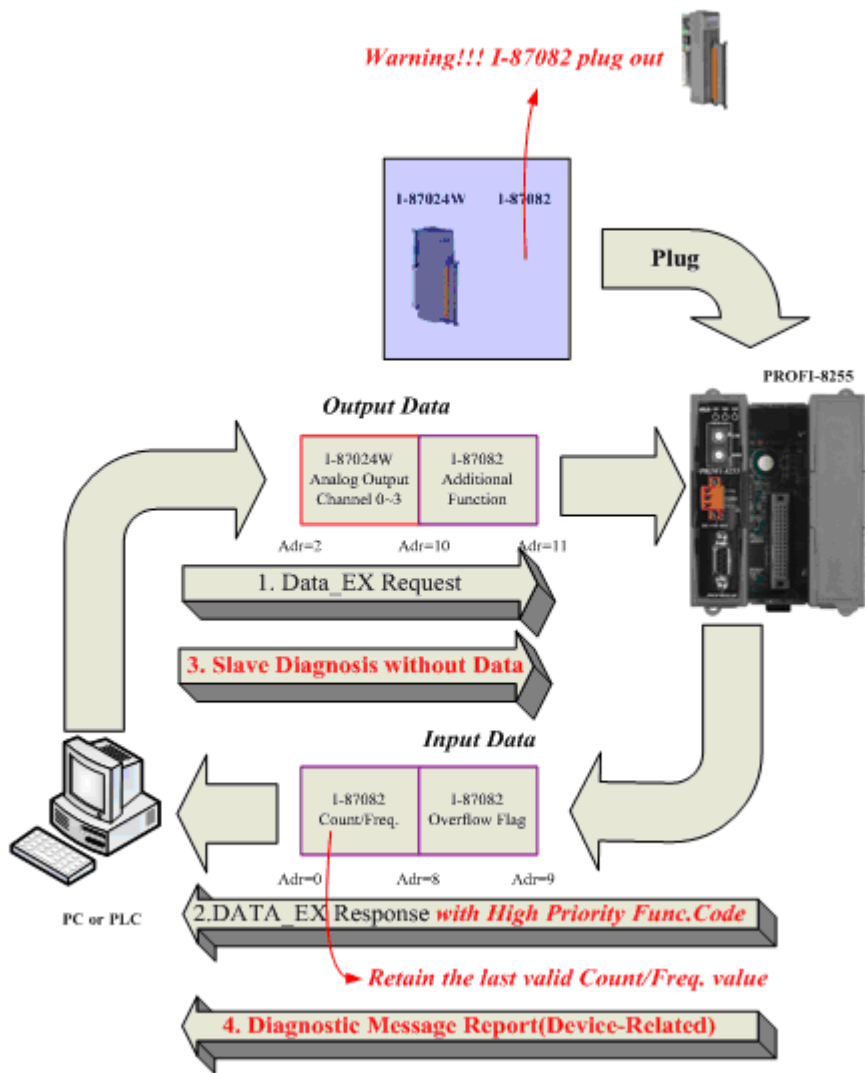 Warning!!! I-87082 plug out
I-87024W
I-87082
Plug
PROFI-8255
Output Data
I-87024W
Analog Output
Channel 0~3
I-87082
Additional
Function
Adr=2
Adr=10
Adr=11
1. Data_EX Request
3. Slave Diagnosis without Data
Input Data
I-87082
Count/Freq.
I-87082
Overflow Flag
Adr=0
Adr=8
Adr=9
PC or PLC
2.DATA_EX Response with High Priority Func.Code
Retain the last valid Count/Freq. value
4. Diagnostic Message Report(Device-Related)